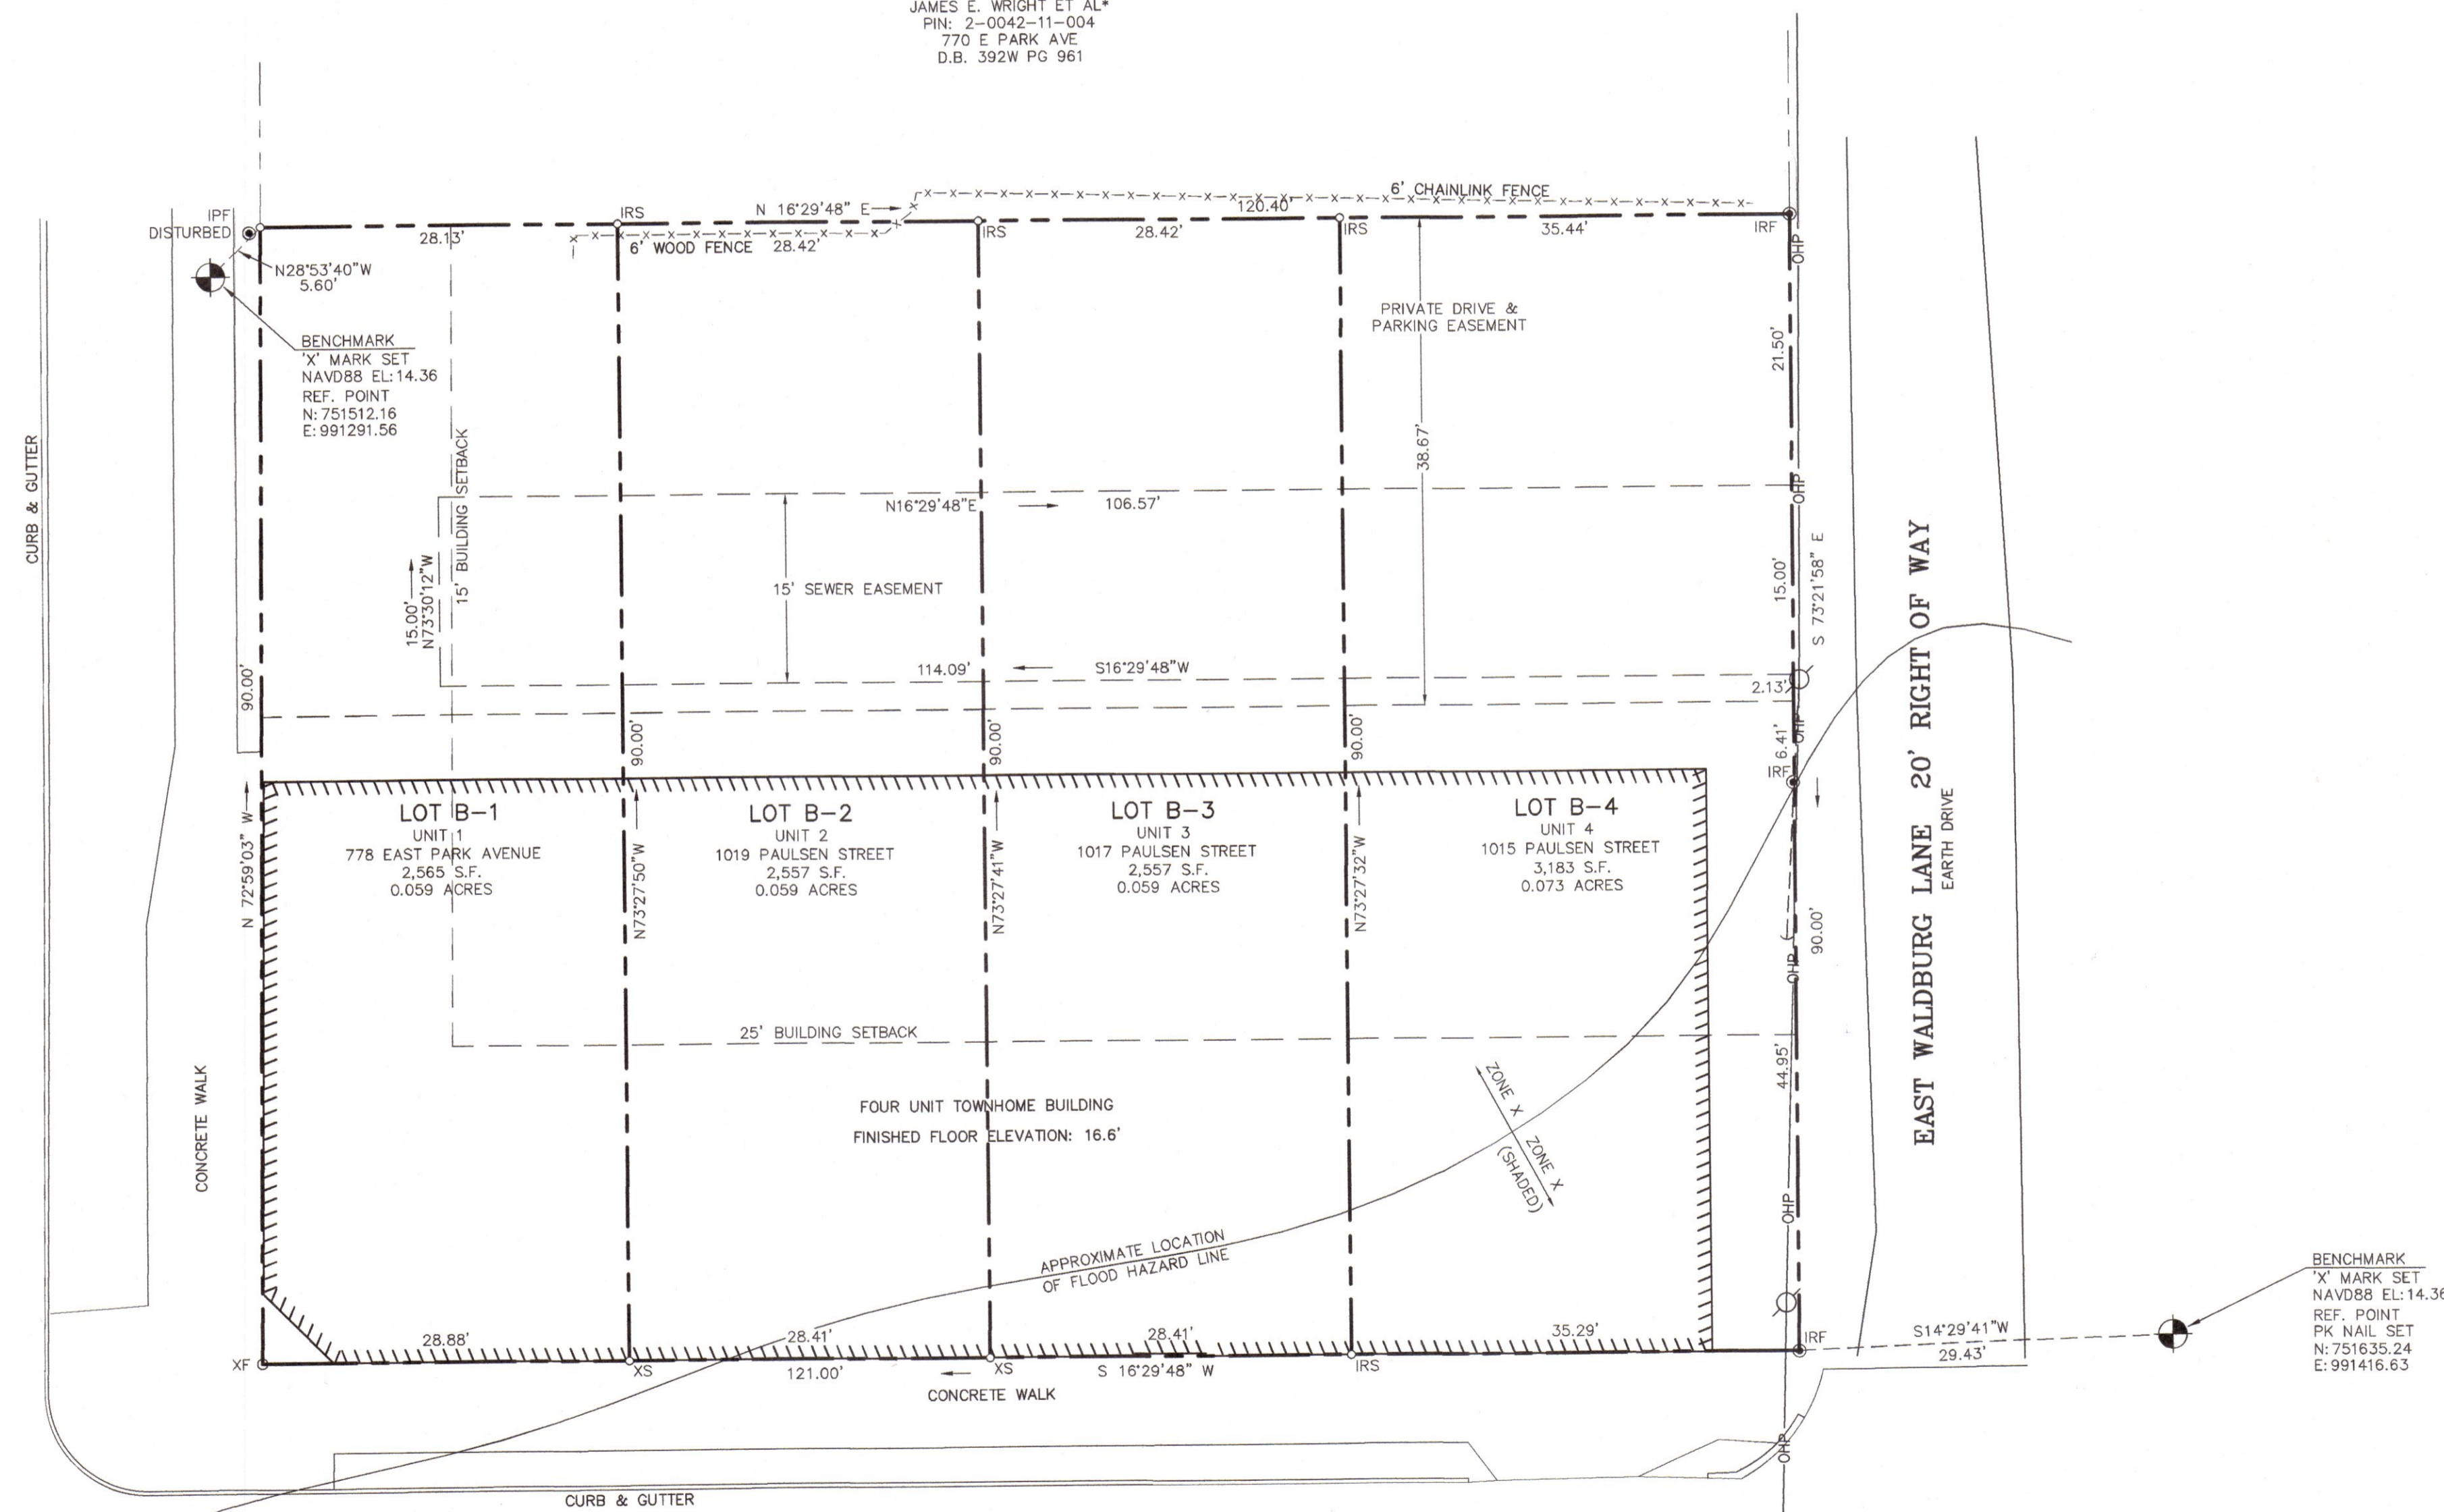 JAMES E. WRIGHT ET AL*
PIN: 2-0042-11-004
770 E PARK AVE
D.B. 392W PG 961
6' CHAINLINK FENCE
120.40'
N 16°29'48" E
IPF
DISTURBED
IRS
28.13'
6' WOOD FENCE
28.42'
IRS
28.42'
IRS
35.44'
IRF
OHP
N28°53'40"W
5.60'
BENCHMARK
'X' MARK SET
NAVD88 EL:14.36
REF. POINT
N:751512.16
E:991291.56
PRIVATE DRIVE &
PARKING EASEMENT
21.50'
38.67'
CURB & GUTTER
15' BUILDING SETBACK
N16°29'48"E
106.57'
OHP
15.00'
N73°30'12"W
15' SEWER EASEMENT
15.00'
S 73°21'58" E
EAST WALDBURG LANE 20' RIGHT OF WAY
EARTH DRIVE
114.09'
S16°29'48"W
2.13'
90.00'
90.00'
90.00'
90.00'
6.41'
OHP
IRF
LOT B-1
UNIT 1
778 EAST PARK AVENUE
2,565 S.F.
0.059 ACRES
LOT B-2
UNIT 2
1019 PAULSEN STREET
2,557 S.F.
0.059 ACRES
LOT B-3
UNIT 3
1017 PAULSEN STREET
2,557 S.F.
0.059 ACRES
LOT B-4
UNIT 4
1015 PAULSEN STREET
3,183 S.F.
0.073 ACRES
N 72°59'03" W
N73°27'50"W
N73°27'41"W
N73°27'32"W
90.00'
OHP
25' BUILDING SETBACK
44.95'
CONCRETE WALK
FOUR UNIT TOWNHOME BUILDING
FINISHED FLOOR ELEVATION: 16.6'
ZONE X
ZONE X
(SHADED)
OHP
APPROXIMATE LOCATION
OF FLOOD HAZARD LINE
BENCHMARK
'X' MARK SET
NAVD88 EL:14.36
REF. POINT
PK NAIL SET
N:751635.24
E:991416.63
S14°29'41"W
29.43'
28.88'
28.41'
28.41'
35.29'
IRF
XF
XS
121.00'
XS
S 16°29'48" W
IRS
CONCRETE WALK
OHP
CURB & GUTTER